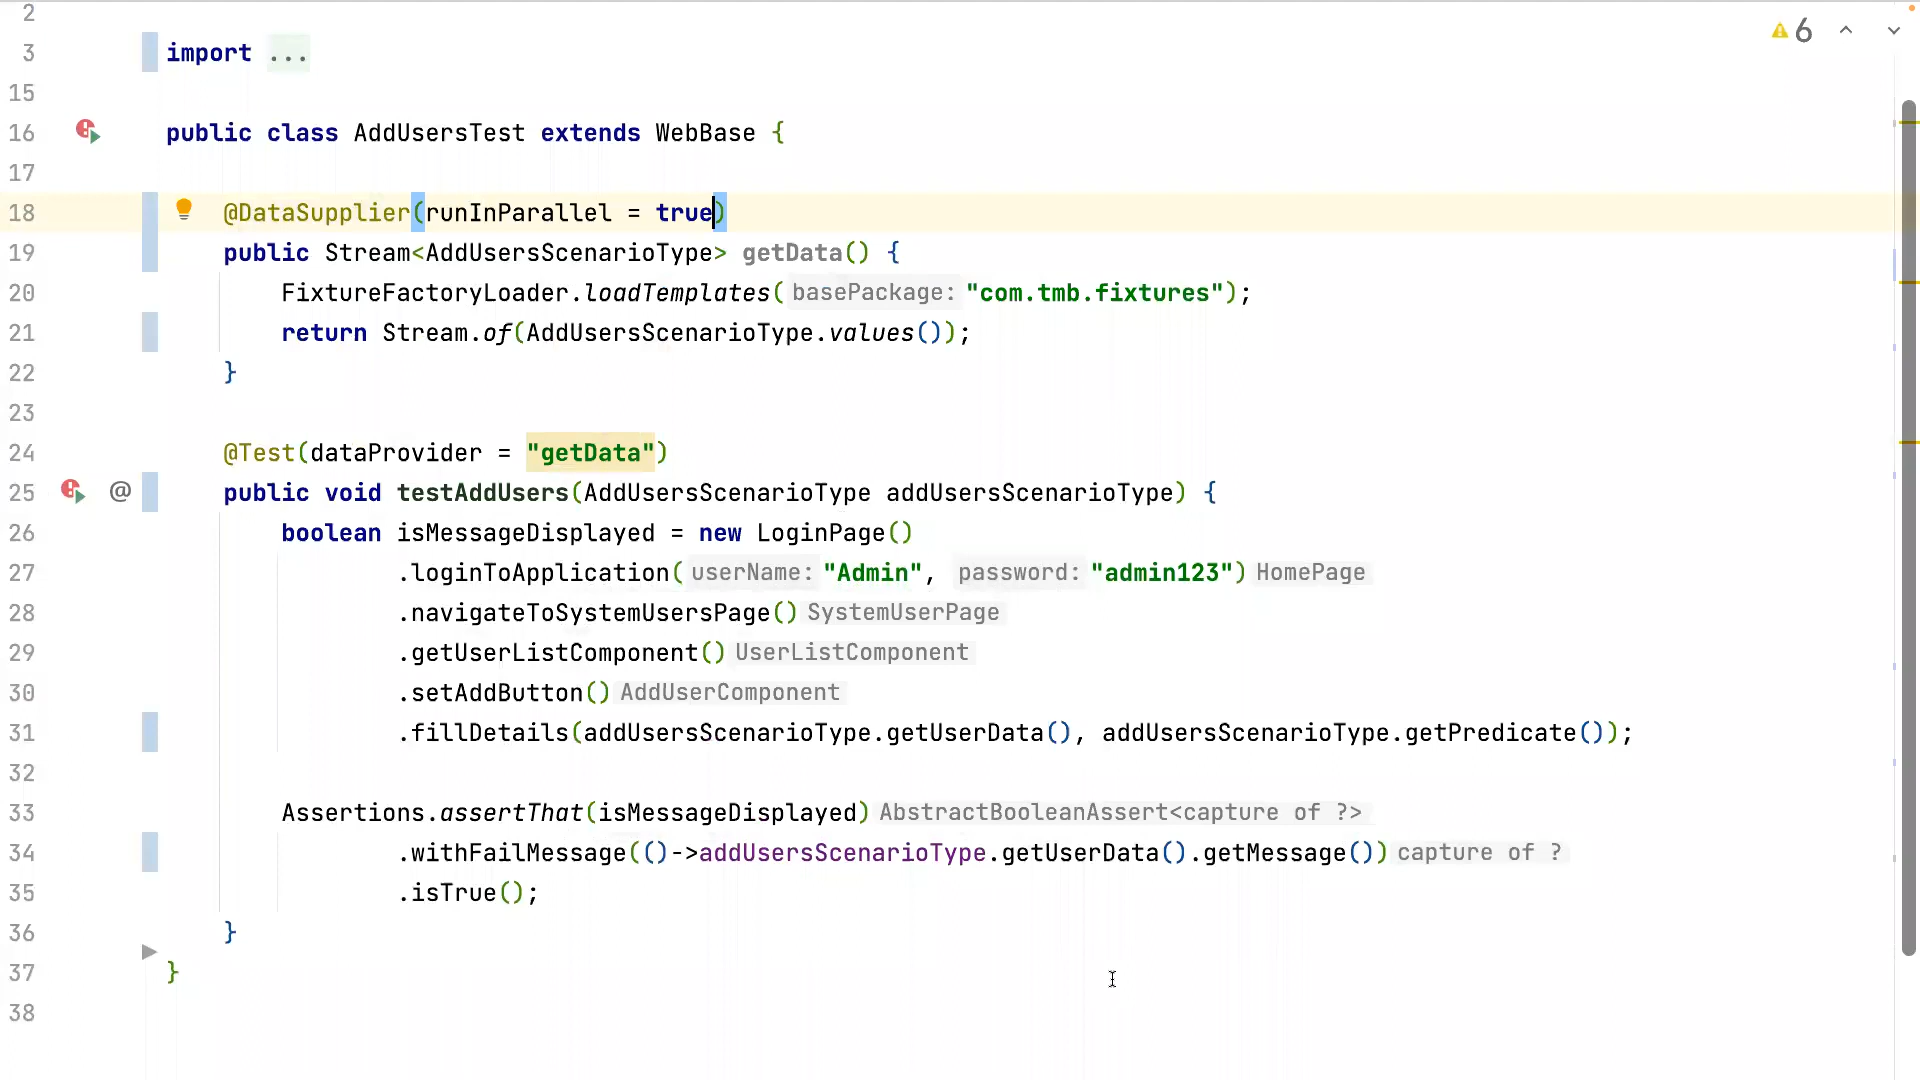 2
6
3 import ...
15
16 public class AddUsersTest extends WebBase {
17
18 @DataSupplier(runInParallel = true)
19 public Stream<AddUsersScenarioType> getData() {
20 FixtureFactoryLoader.loadTemplates( basePackage: "com.tmb.fixtures");
21 return Stream.of(AddUsersScenarioType.values());
22 }
23
24 @Test(dataProvider = "getData")
25 @ public void testAddUsers(AddUsersScenarioType addUsersScenarioType) {
26 boolean isMessageDisplayed = new LoginPage()
27 .loginToApplication( userName: "Admin", password: "admin123") HomePage
28 .navigateToSystemUsersPage() SystemUserPage
29 .getUserListComponent() UserListComponent
30 .setAddButton() AddUserComponent
31 .fillDetails(addUsersScenarioType.getUserData(), addUsersScenarioType.getPredicate());
32
33 Assertions.assertThat(isMessageDisplayed) AbstractBooleanAssert<capture of ?>
34 .withFailMessage(()->addUsersScenarioType.getUserData().getMessage()) capture of ?
35 .isTrue();
36 }
37 }
38